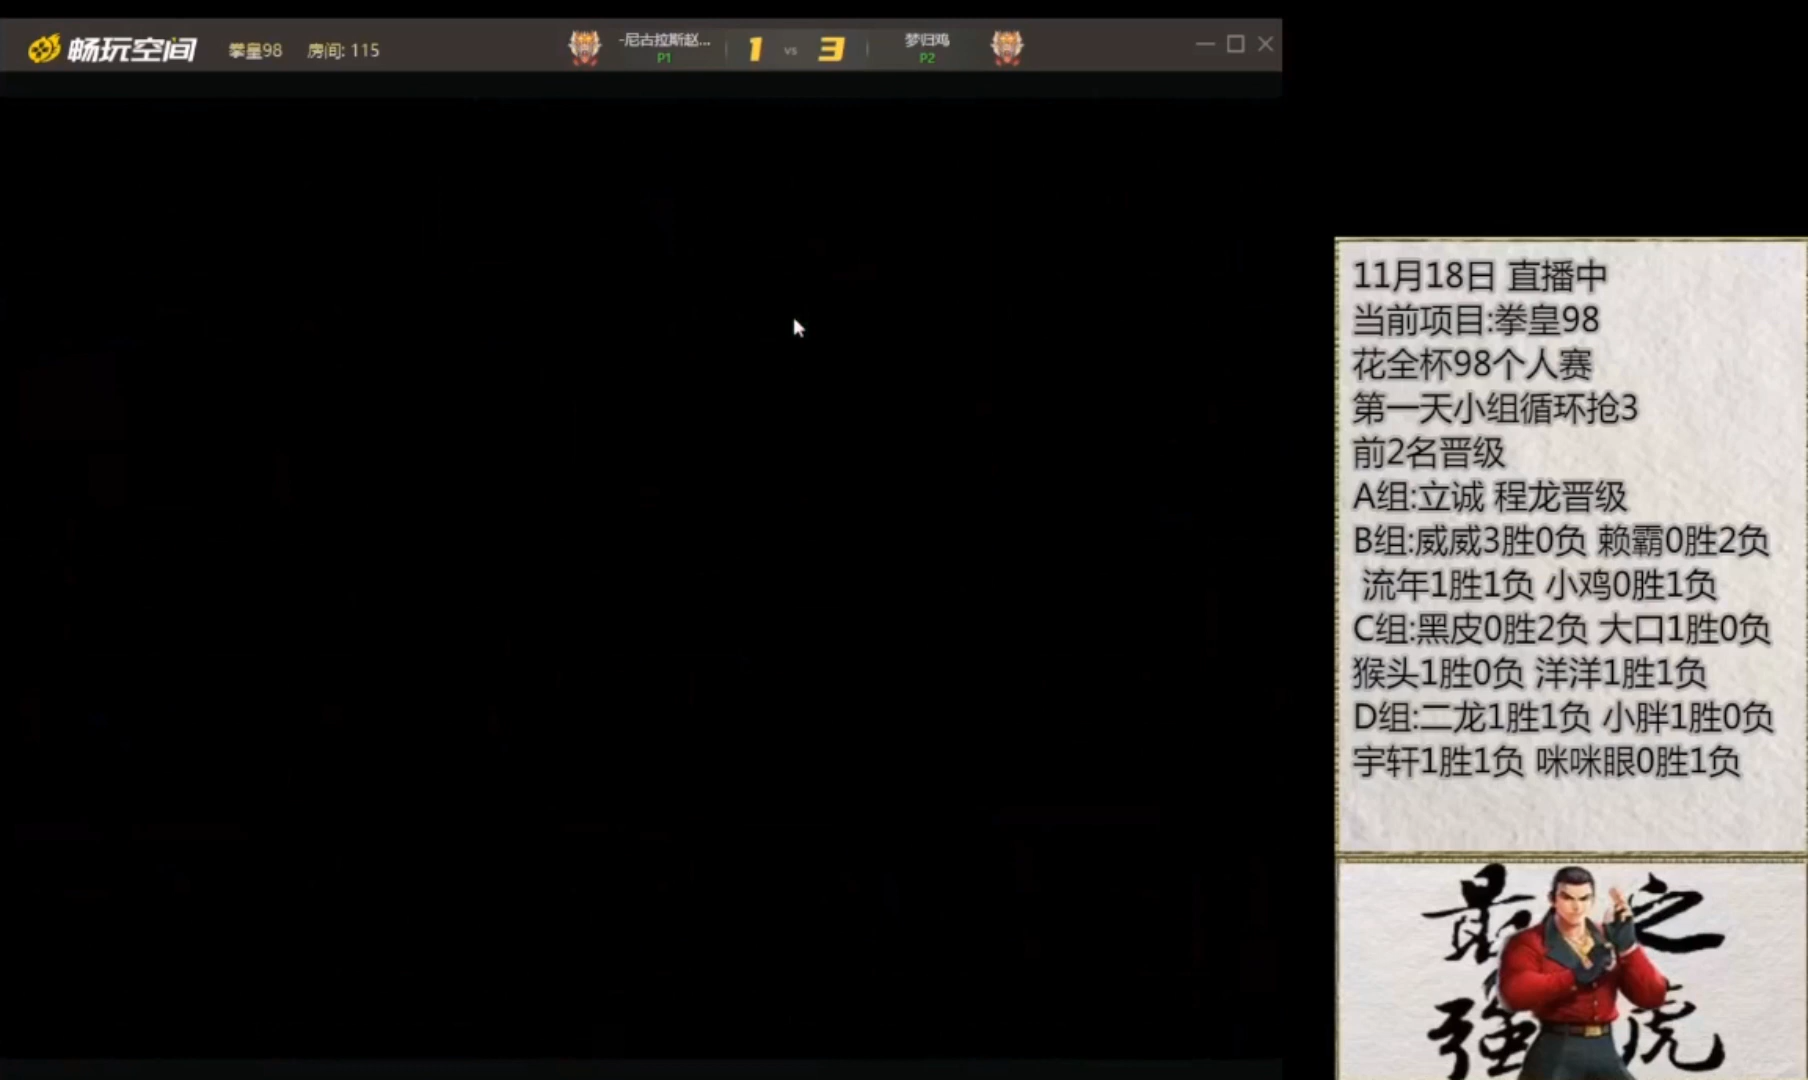 畅玩空间 拳皇98 房间: 115 -尼古拉斯赵... P1 1 vs 3 梦归鸡 P2
11月18日 直播中
当前项目:拳皇98
花全杯98个人赛
第一天小组循环抢3
前2名晋级
A组:立诚 程龙晋级
B组:威威3胜0负 赖霸0胜2负
流年1胜1负 小鸡0胜1负
C组:黑皮0胜2负 大口1胜0负
猴头1胜0负 洋洋1胜1负
D组:二龙1胜1负 小胖1胜0负
宇轩1胜1负 咪咪眼0胜1负
最 之
强 虎